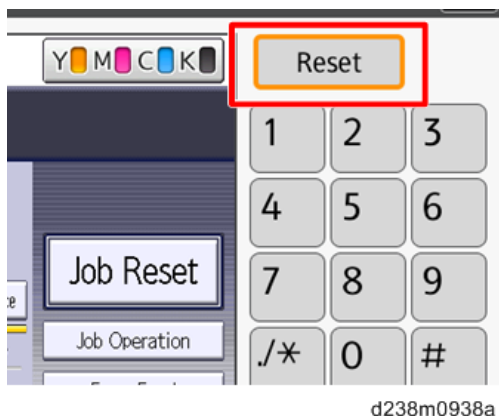 Y M C K
Reset
1 2 3
4 5 6
Job Reset
7 8 9
Job Operation
./* 0 #
d238m0938a